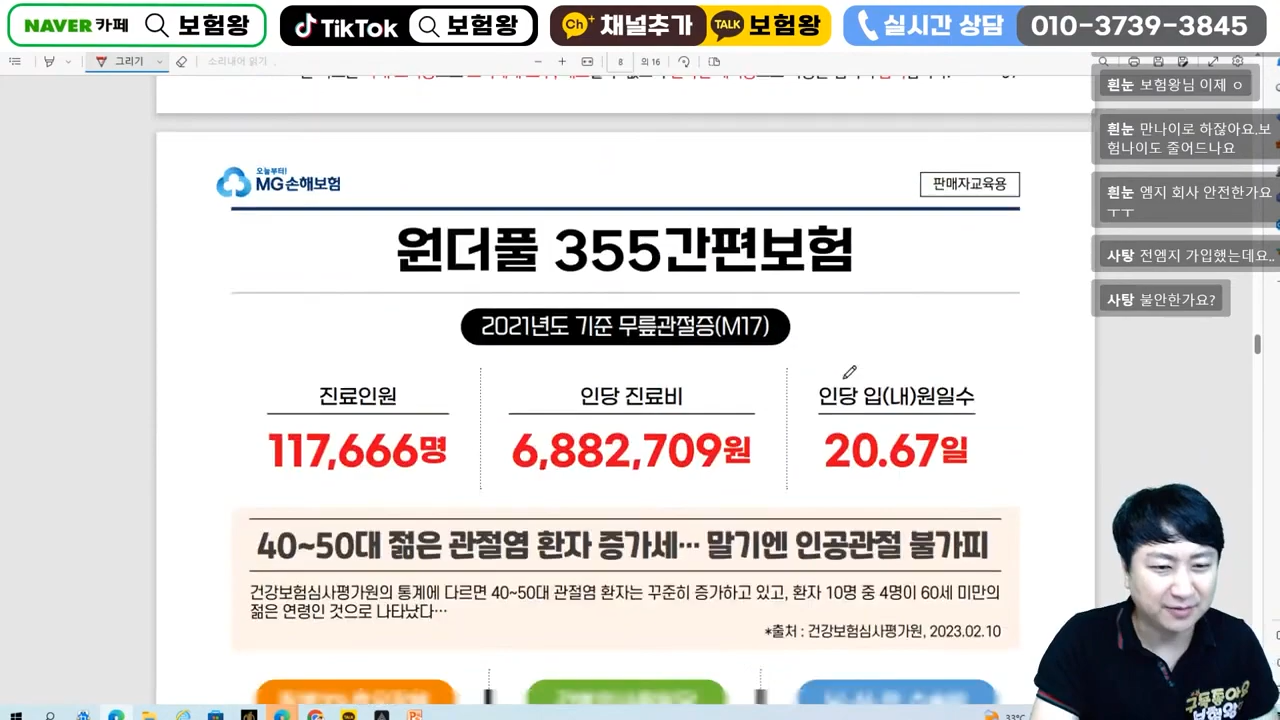 NAVER 카페 보험왕
TikTok 보험왕
Ch+ 채널추가 TALK 보험왕
실시간 상담 010-3739-3845
그리기
소리내어 읽기
8 의 16
흰눈 보험왕님 이제 ㅇ
흰눈 만나이로 하잖아요.보
험나이도 줄어드나요
흰눈 엠지 회사 안전한가요
ㅜㅜ
사탕 전엠지 가입했는데요..
사탕 불안한가요?
오늘부터!
MG손해보험
판매자교육용
원더풀 355간편보험
2021년도 기준 무릎관절증(M17)
진료인원
인당 진료비
인당 입(내)원일수
117,666명
6,882,709원
20.67일
40~50대 젊은 관절염 환자 증가세… 말기엔 인공관절 불가피
건강보험심사평가원의 통계에 다르면 40~50대 관절염 환자는 꾸준히 증가하고 있고, 환자 10명 중 4명이 60세 미만의
젊은 연령인 것으로 나타났다…
*출처 : 건강보험심사평가원, 2023.02.10
보험왕
33°C